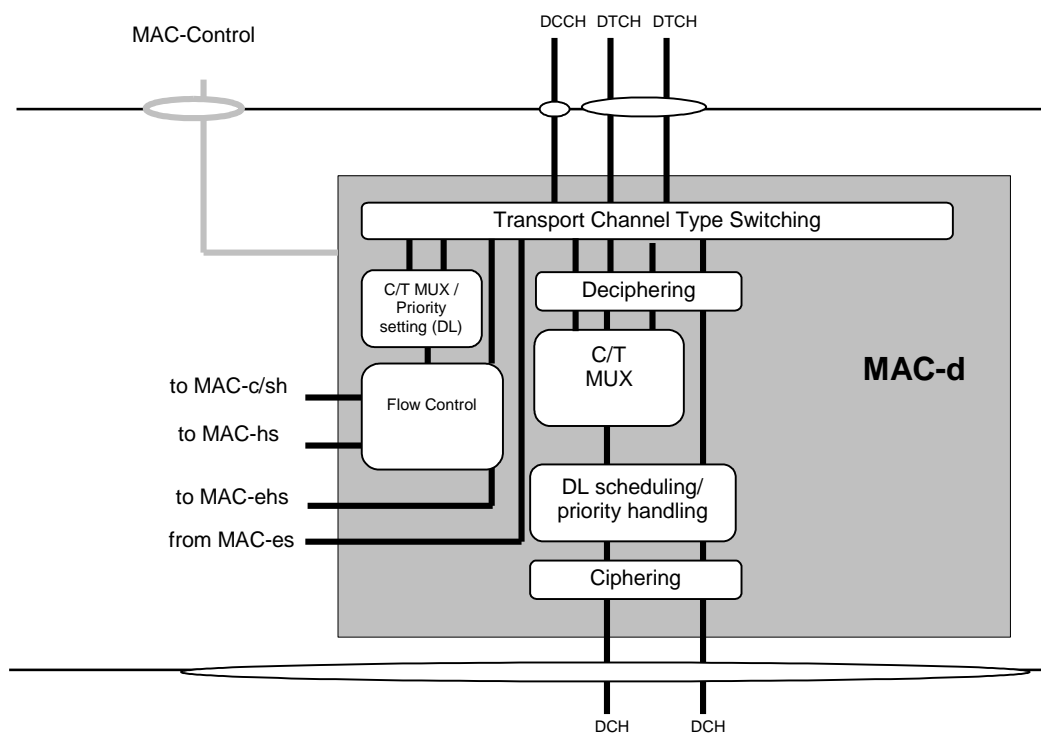 DCCH DTCH DTCH
MAC-Control
Transport Channel Type Switching
C/T MUX /
Priority
setting (DL)
Deciphering
C/T
MUX
MAC-d
to MAC-c/sh
Flow Control
to MAC-hs
to MAC-ehs
from MAC-es
DL scheduling/
priority handling
Ciphering
DCH DCH